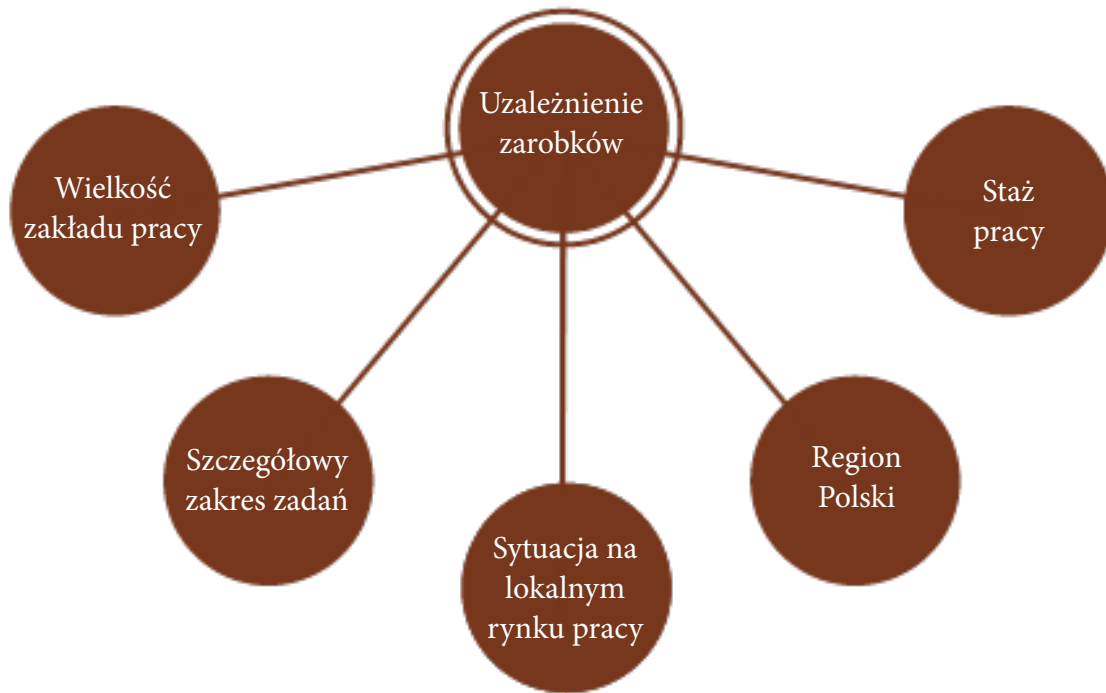 Uzależnienie
zarobków
Wielkość
zakładu pracy
Szczegółowy
zakres zadań
Sytuacja na
lokalnym
rynku pracy
Region
Polski
Staż
pracy